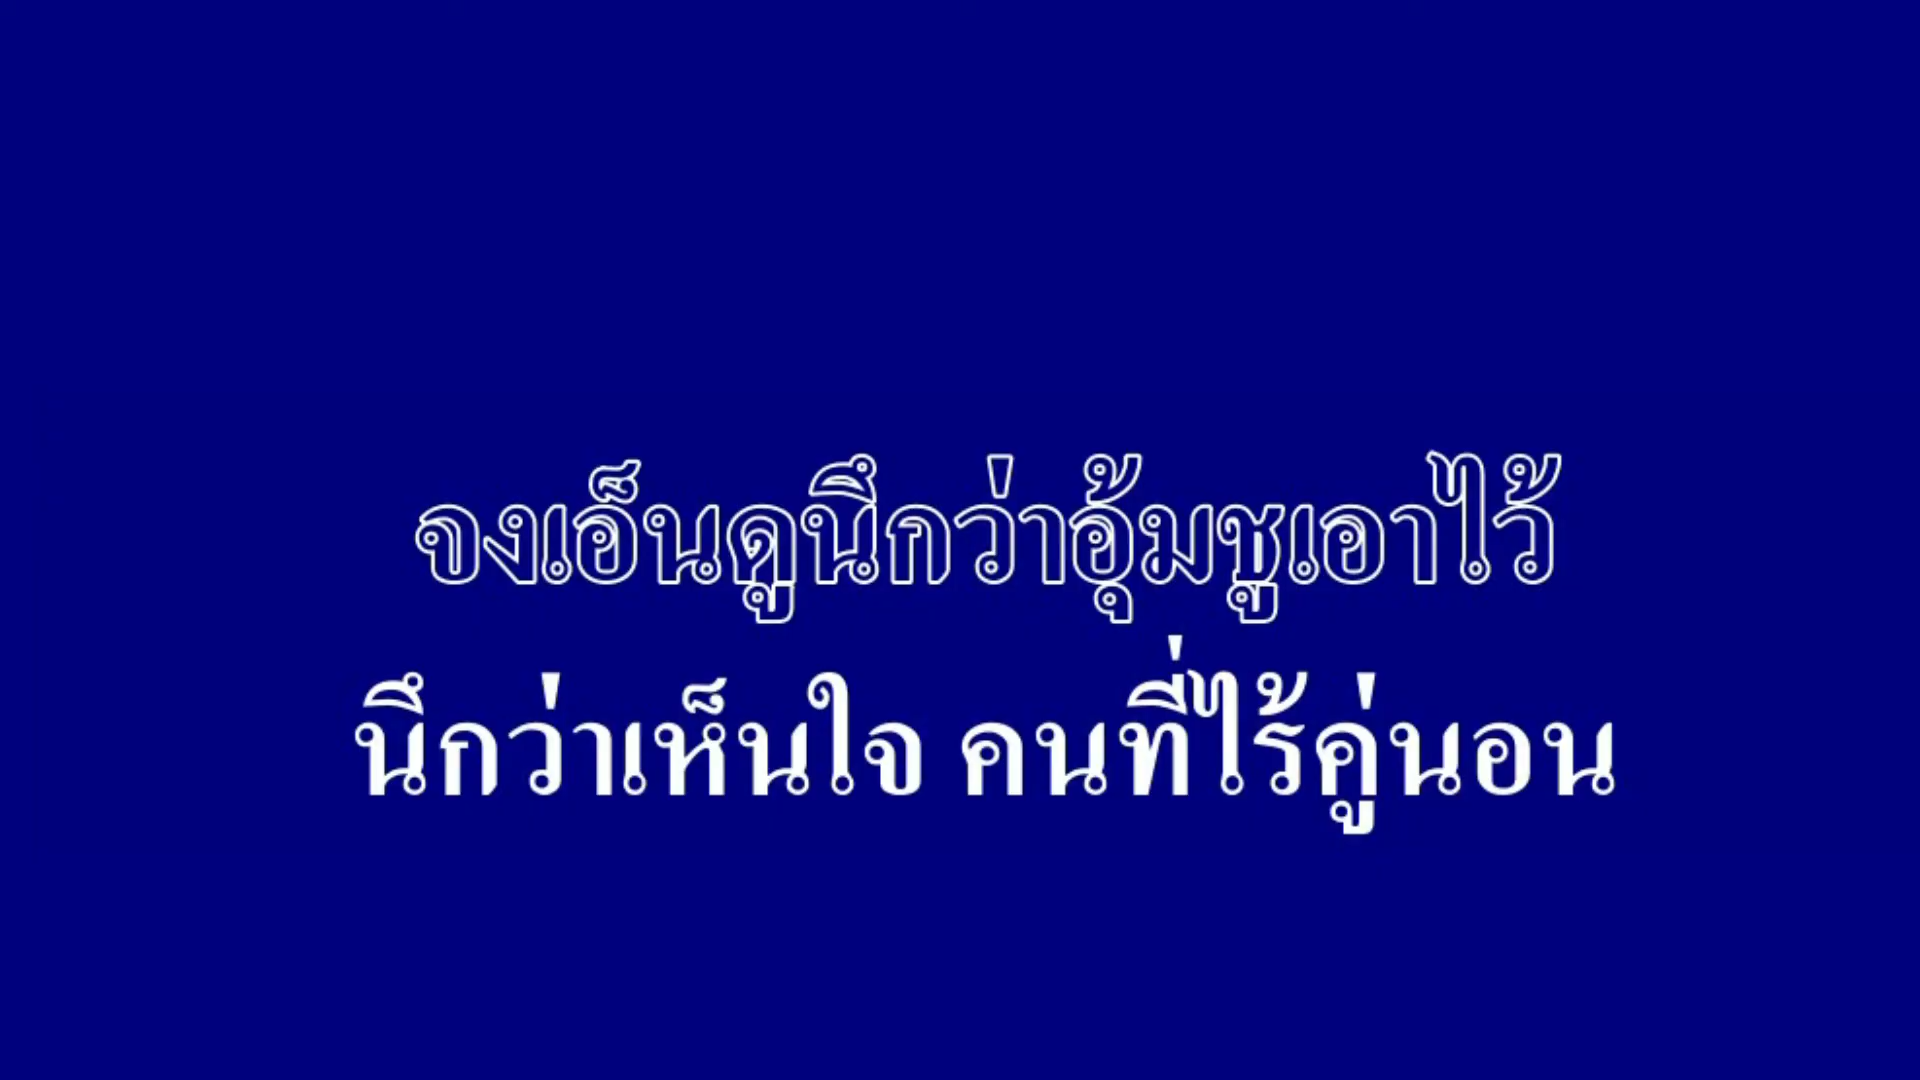 จงเอ็นดูนึกว่าอุ้มชูเอาไว้
นึกว่าเห็นใจ คนที่ไร้คู่นอน